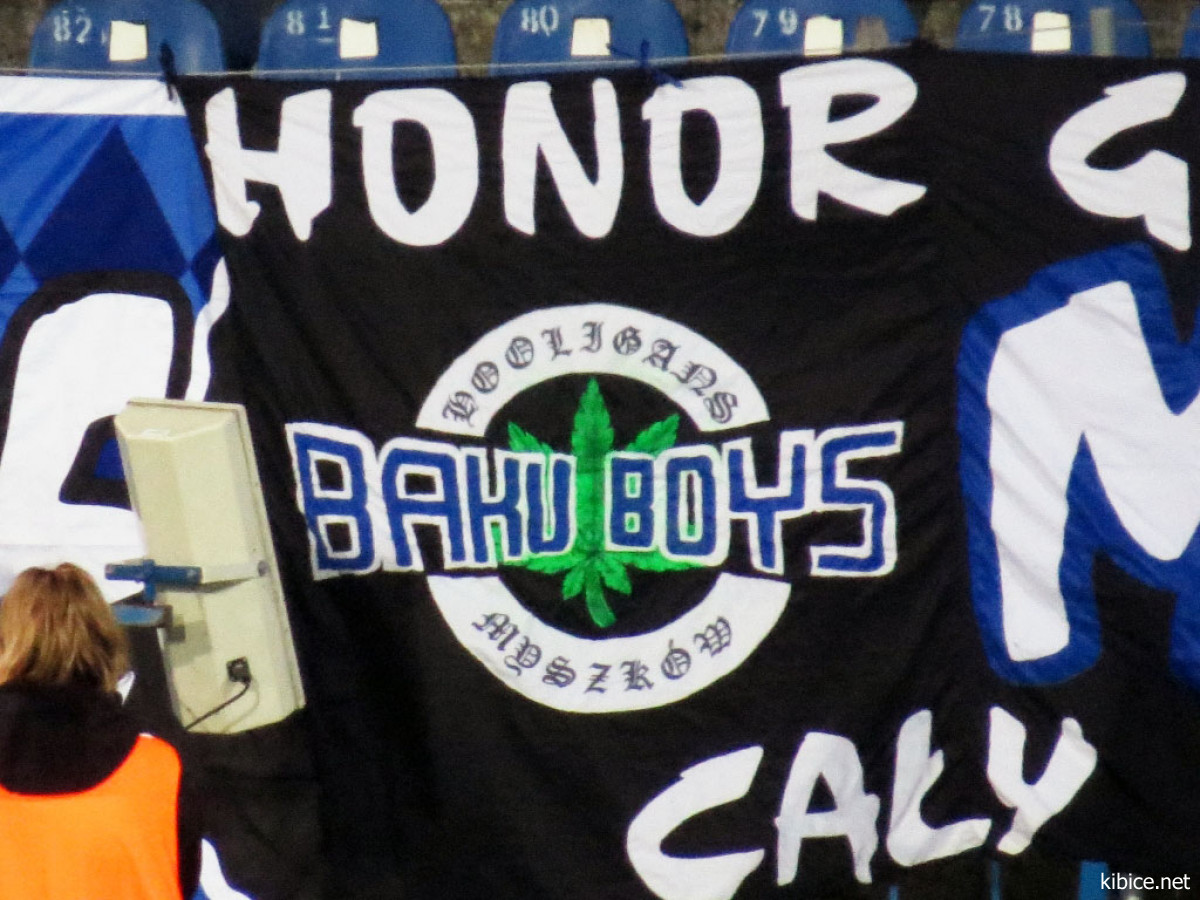 82 81 80 79 78
HONOR G
HOOLIGANS
BAKU BOYS
MYSZKÓW
M
CAŁY
kibice.net